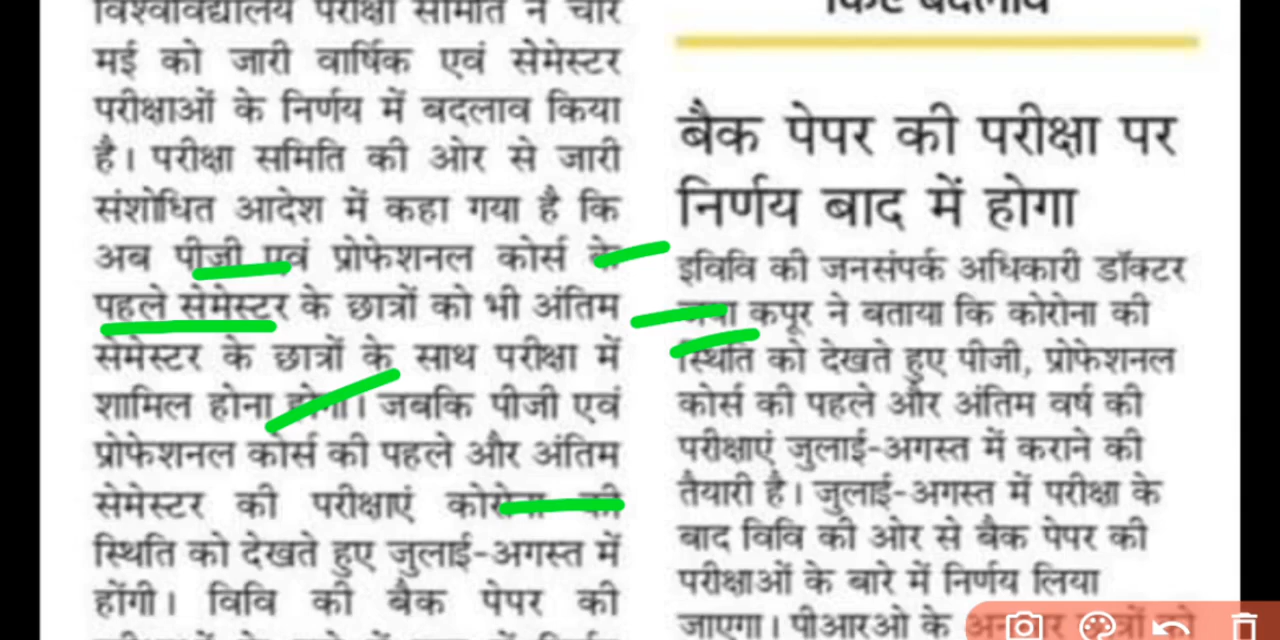 विश्वविद्यालय परीक्षा समिति ने चार
मई को जारी वार्षिक एवं सेमेस्टर
परीक्षाओं के निर्णय में बदलाव किया
है। परीक्षा समिति की ओर से जारी
संशोधित आदेश में कहा गया है कि
अब पीजी एवं प्रोफेशनल कोर्स के
पहले सेमेस्टर के छात्रों को भी अंतिम
सेमेस्टर के छात्रों के साथ परीक्षा में
शामिल होना होगा। जबकि पीजी एवं
प्रोफेशनल कोर्स की पहले और अंतिम
सेमेस्टर की परीक्षाएं कोरोना की
स्थिति को देखते हुए जुलाई-अगस्त में
होंगी। विवि की बैक पेपर की
किए बदलाव
बैक पेपर की परीक्षा पर
निर्णय बाद में होगा
इविवि की जनसंपर्क अधिकारी डॉक्टर
जया कपूर ने बताया कि कोरोना की
स्थिति को देखते हुए पीजी, प्रोफेशनल
कोर्स की पहले और अंतिम वर्ष की
परीक्षाएं जुलाई-अगस्त में कराने की
तैयारी है। जुलाई-अगस्त में परीक्षा के
बाद विवि की ओर से बैक पेपर की
परीक्षाओं के बारे में निर्णय लिया
जाएगा। पीआरओ के